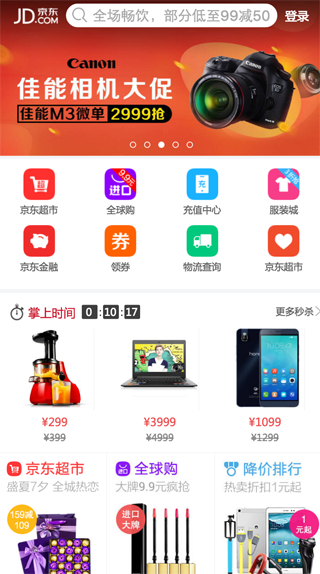 JD 京东 .COM
全场畅饮，部分低至99减50
登录
Canon
佳能相机大促
佳能M3微单 2999抢
9.9元
进口
充
京东超市 全球购 充值中心 服装城
券
京东金融 领券 物流查询 京东超市
掌上时间 0 : 10 : 17 更多秒杀
¥299 ¥3999 ¥1099
¥399 ¥4999 ¥1299
京东超市 全球购 降价排行
盛夏7夕 全城热恋 大牌9.9元疯抢 热卖折扣1元起
159减
109
进口
大牌
1
元起